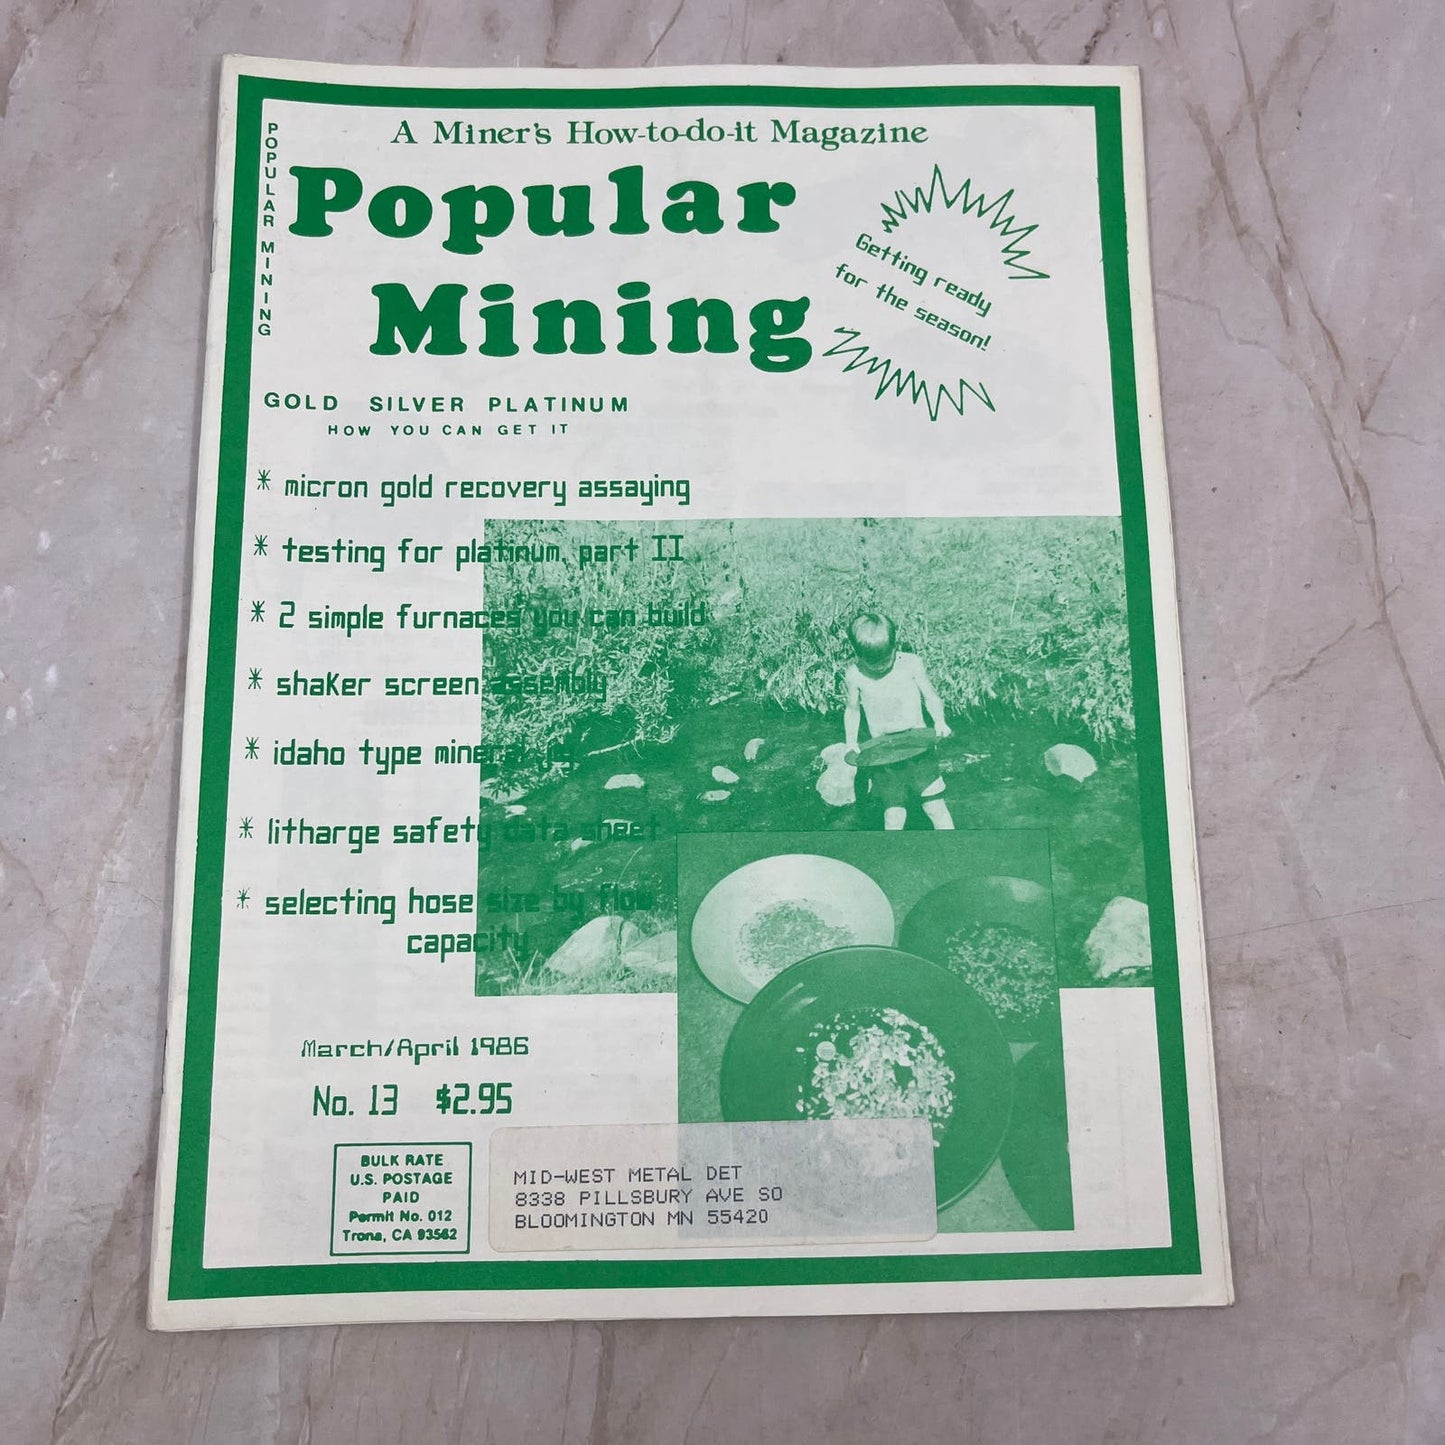 A Miner's How-to-do-it Magazine
POPULAR MINING
Popular
Mining
Getting ready
for the season!
GOLD SILVER PLATINUM
HOW YOU CAN GET IT
* micron gold recovery assaying
* testing for platinum, part II
* 2 simple furnaces you can build
* shaker screen assembly
* idaho type mineral
* litharge safety data sheet
* selecting hose size by flow
capacity
March/April 1986
No. 13 $2.95
BULK RATE
U.S. POSTAGE
PAID
Permit No. 012
Trona, CA 93562
MID-WEST METAL DET
8338 PILLSBURY AVE SO
BLOOMINGTON MN 55420